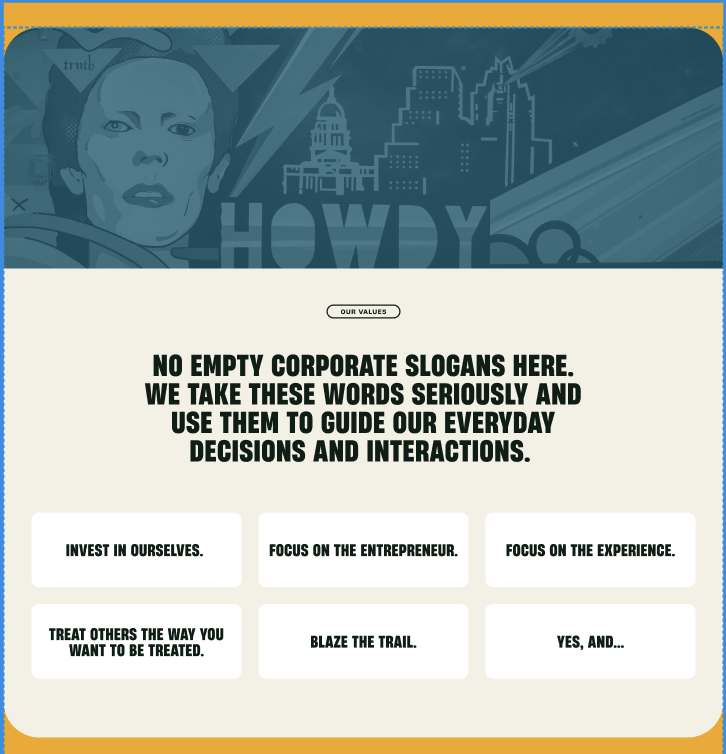 truth
HOWDY
OUR VALUES
NO EMPTY CORPORATE SLOGANS HERE.
WE TAKE THESE WORDS SERIOUSLY AND
USE THEM TO GUIDE OUR EVERYDAY
DECISIONS AND INTERACTIONS.
INVEST IN OURSELVES.
FOCUS ON THE ENTREPRENEUR.
FOCUS ON THE EXPERIENCE.
TREAT OTHERS THE WAY YOU
WANT TO BE TREATED.
BLAZE THE TRAIL.
YES, AND...